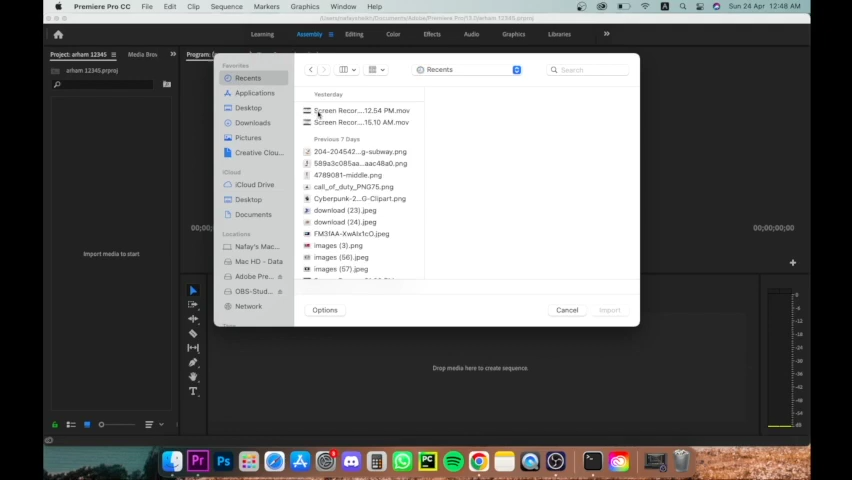 Premiere Pro CC File Edit Clip Sequence Markers Graphics Window Help Sun 24 Apr 12:48 AM
Learning Assembly Editing Color Effects Audio Graphics Libraries
Project: arham 12345 Media Brov Program:
arham 12345.prproj
00;00;
00;00;00;00
Import media to start
Drop media here to create sequence.
Favorites
Recents
Applications
Desktop
Downloads
Pictures
Creative Clou...
iCloud
iCloud Drive
Desktop
Documents
Locations
Nafay's Mac...
Mac HD - Data
Adobe Pre...
OBS-Stud...
Network
Recents
Search
Yesterday
Screen Recor....12.54 PM.mov
Screen Recor....15.10 AM.mov
Previous 7 Days
204-204542...g-subway.png
589a3c085aa...aac48a0.png
4789081-middle.png
call_of_duty_PNG75.png
Cyberpunk-2...G-Clipart.png
download (23).jpeg
download (24).jpeg
FM3fAA-XwAIx1cO.jpeg
images (3).png
images (56).jpeg
images (57).jpeg
Options Cancel Import